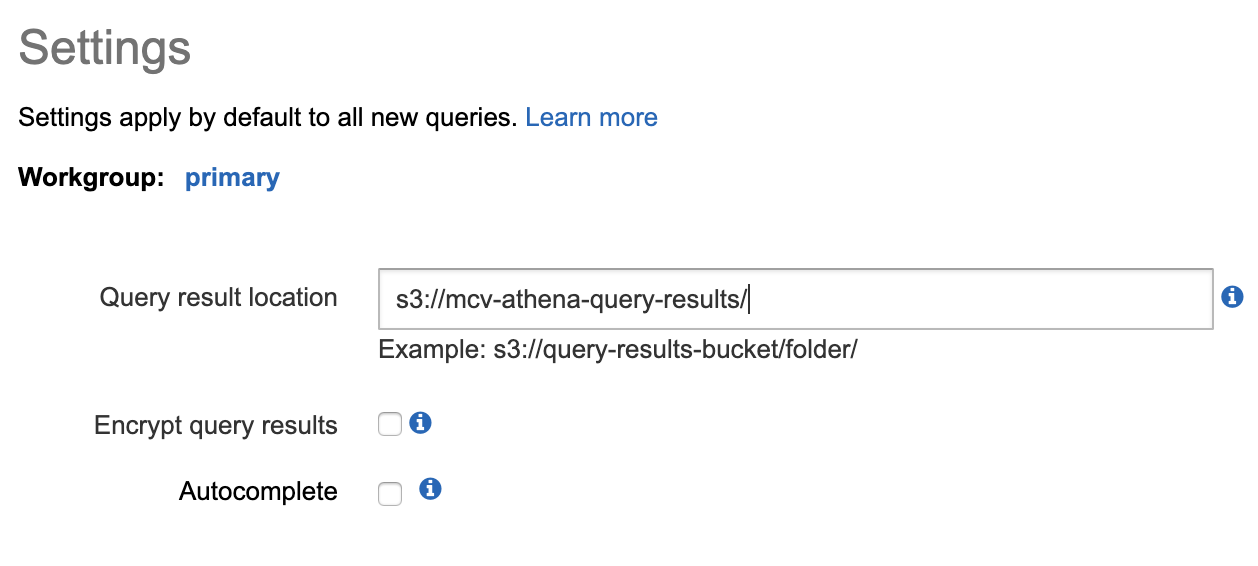 Settings
Settings apply by default to all new queries. Learn more
Workgroup: primary
Query result location s3://mcv-athena-query-results/
Example: s3://query-results-bucket/folder/
Encrypt query results
Autocomplete